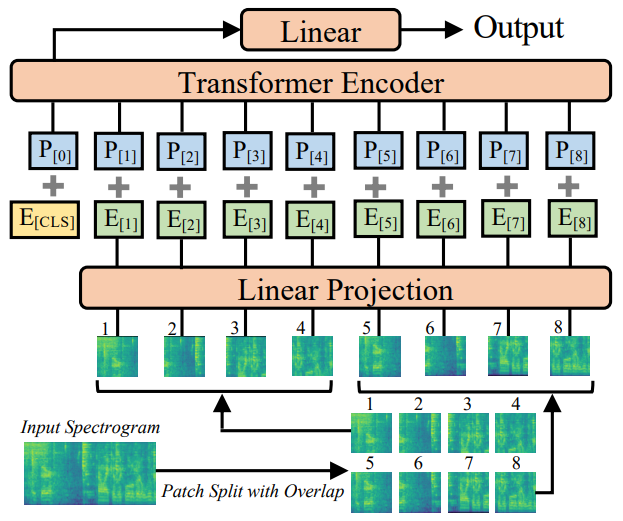 Linear
Output
Transformer Encoder
P[0] P[1] P[2] P[3] P[4] P[5] P[6] P[7] P[8]
+ + + + + + + + +
E[CLS] E[1] E[2] E[3] E[4] E[5] E[6] E[7] E[8]
Linear Projection
1 2 3 4 5 6 7 8
1 2 3 4
Input Spectrogram
5 6 7 8
Patch Split with Overlap